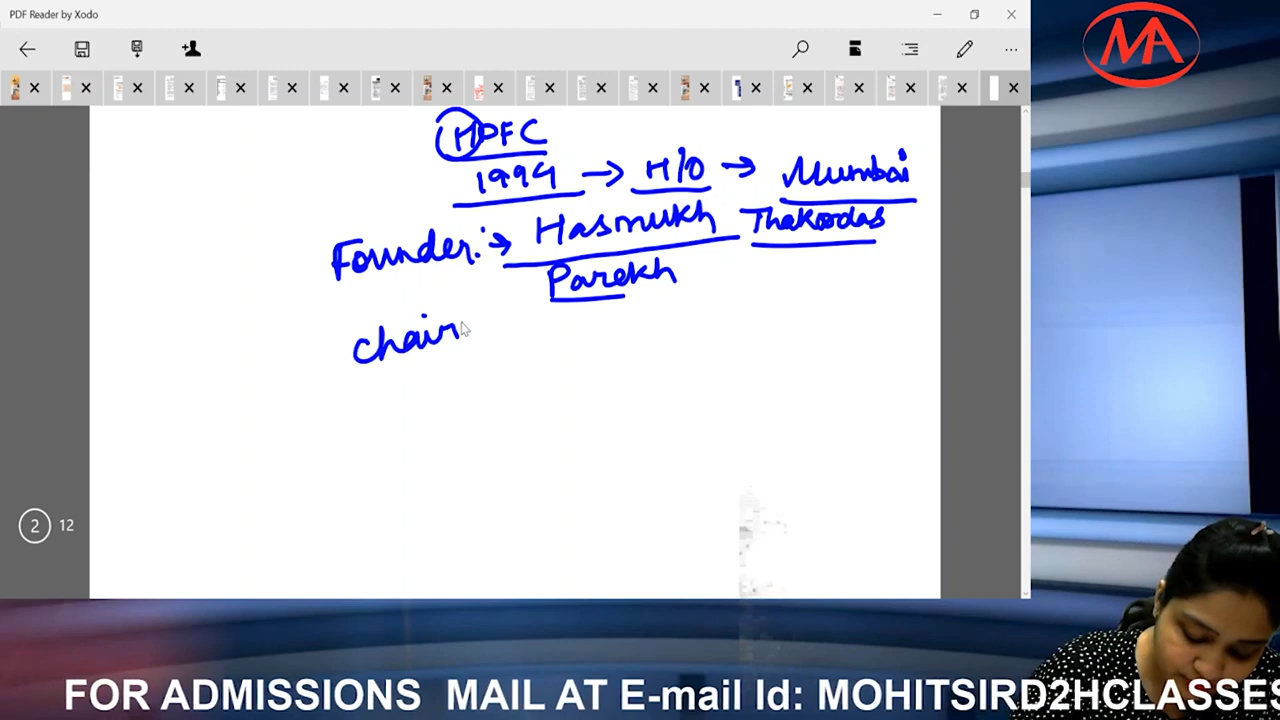 PDF Reader by Xodo
MA
HDFC
1994 → H/O → Mumbai
Founder:→ Hasmukh Thakordas
Parekh
chair
2 12
FOR ADMISSIONS MAIL AT E-mail Id: MOHITSIRD2HCLASSES